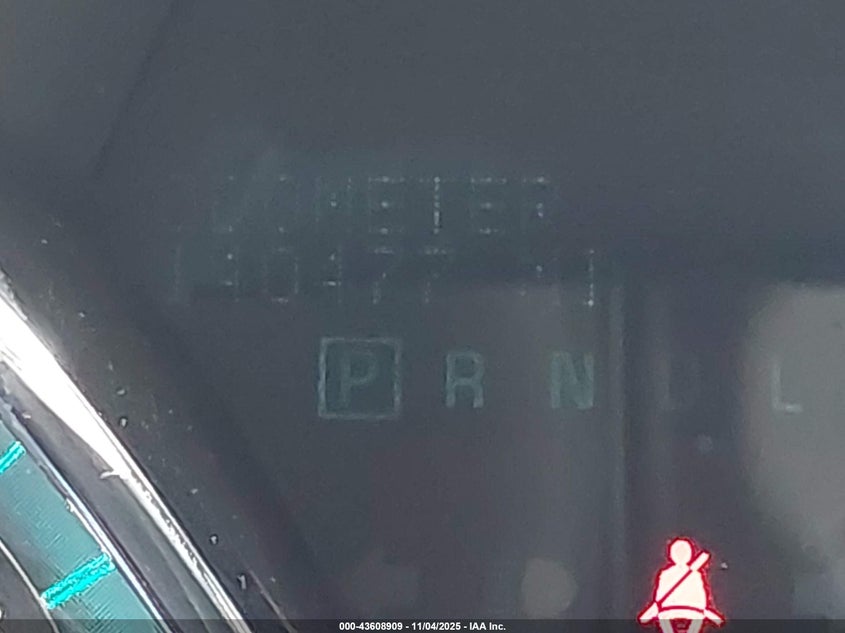 ODOMETER
P R N D L
000-43608909 - 11/04/2025 - IAA Inc.